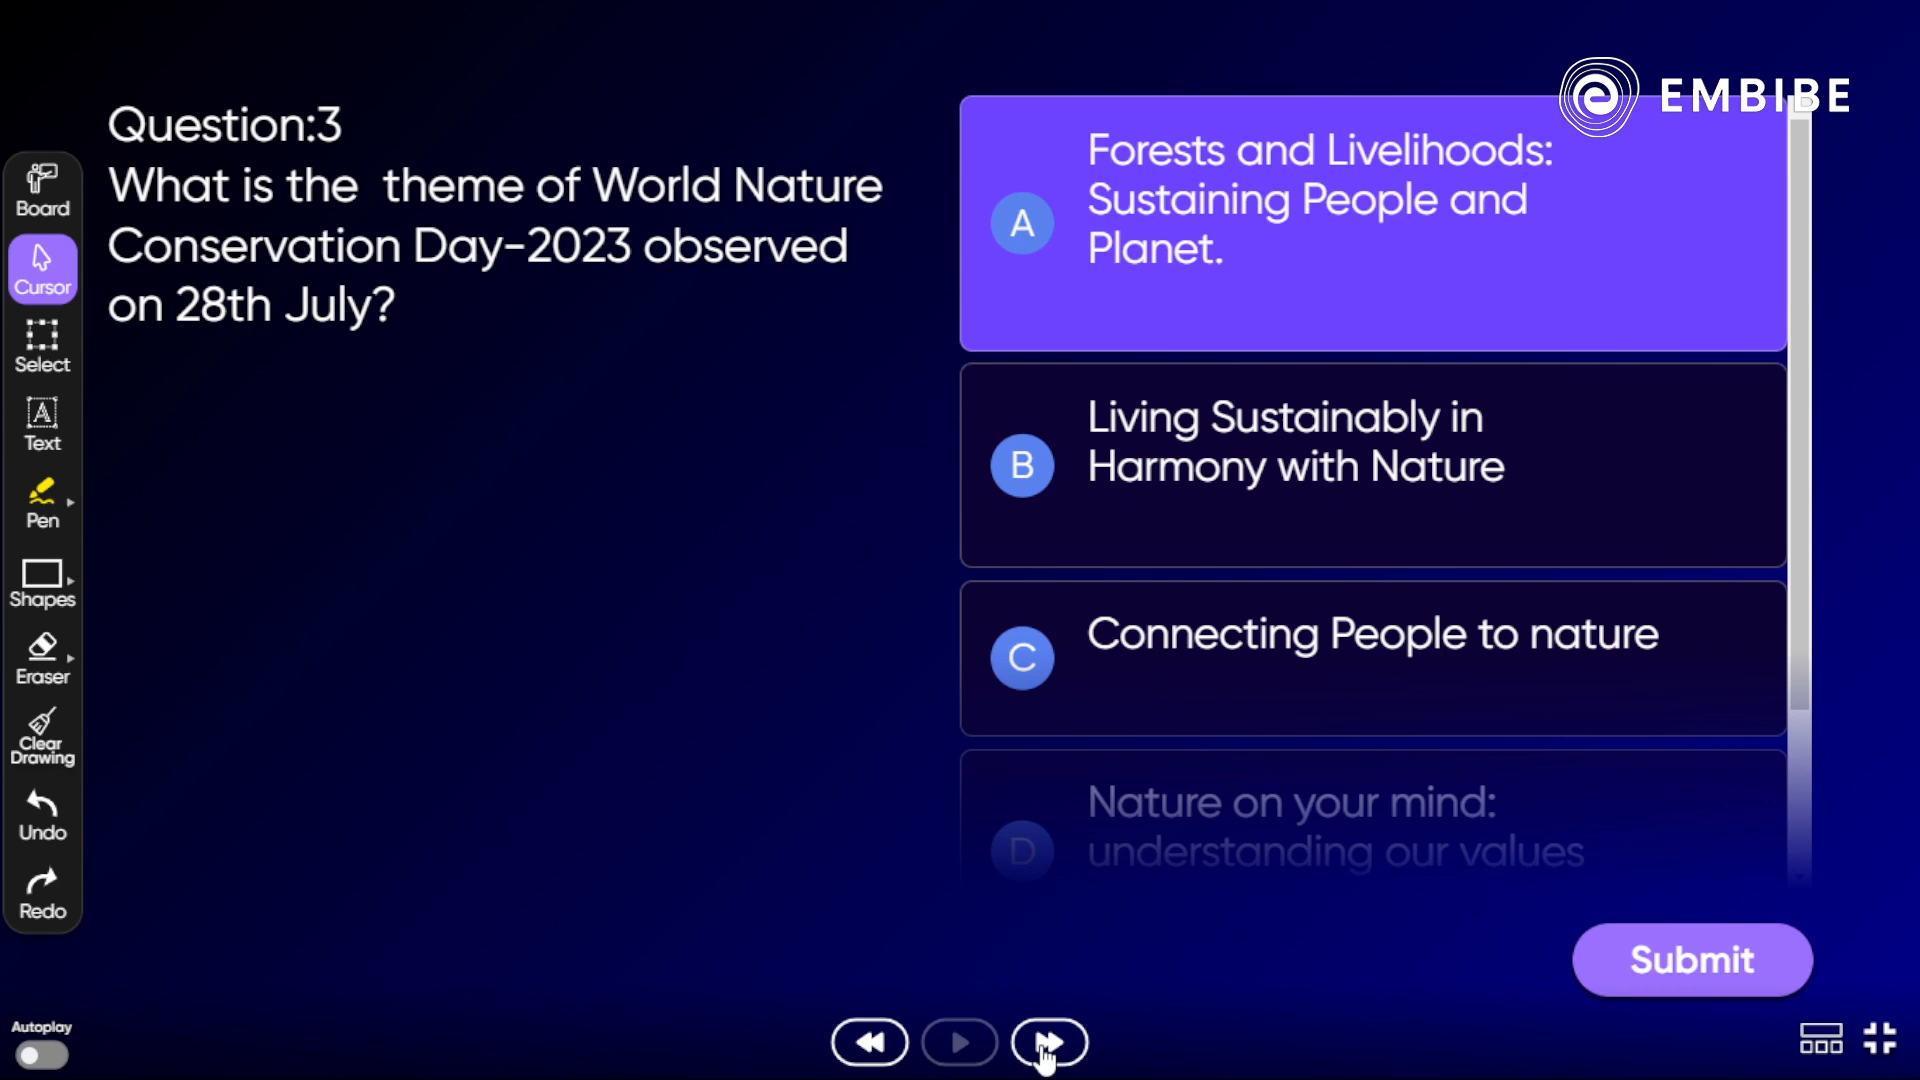 EMBIBE
Question:3
What is the theme of World Nature
Conservation Day-2023 observed
on 28th July?
A
Forests and Livelihoods:
Sustaining People and
Planet.
B
Living Sustainably in
Harmony with Nature
C
Connecting People to nature
D
Nature on your mind:
understanding our values
Submit
Board
Cursor
Select
A
Text
Pen
Shapes
Eraser
Clear
Drawing
Undo
Redo
Autoplay